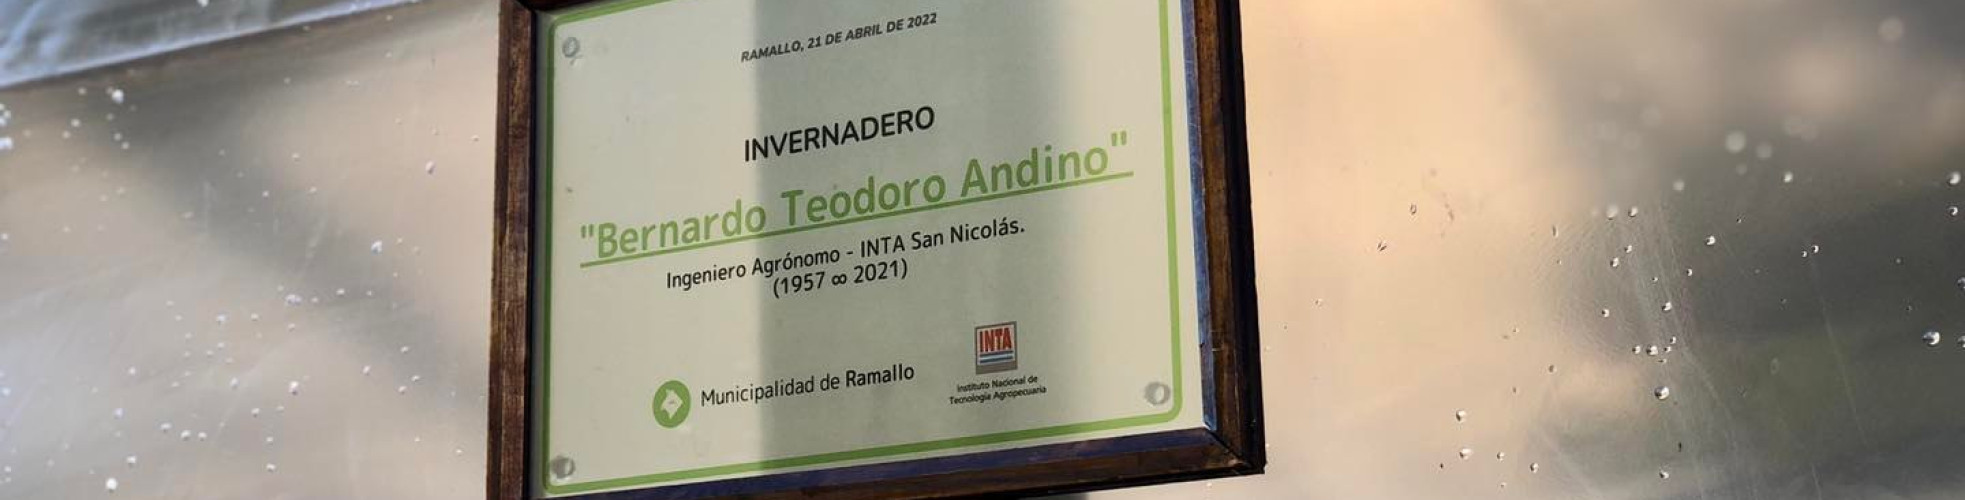 RAMALLO, 21 DE ABRIL DE 2022
INVERNADERO
"Bernardo Teodoro Andino"
Ingeniero Agrónomo - INTA San Nicolás.
(1957 ∞ 2021)
Municipalidad de Ramallo
INTA
Instituto Nacional de
Tecnología Agropecuaria